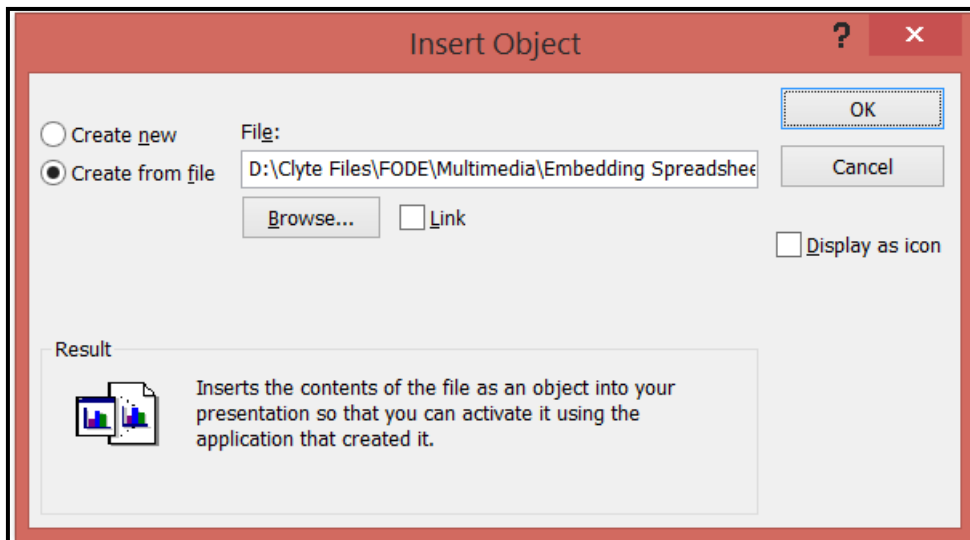 Insert Object
?
Create new
Create from file
File:
D:\Clyte Files\FODE\Multimedia\Embedding Spreadshee
Browse...
Link
OK
Cancel
Display as icon
Result
Inserts the contents of the file as an object into your
presentation so that you can activate it using the
application that created it.